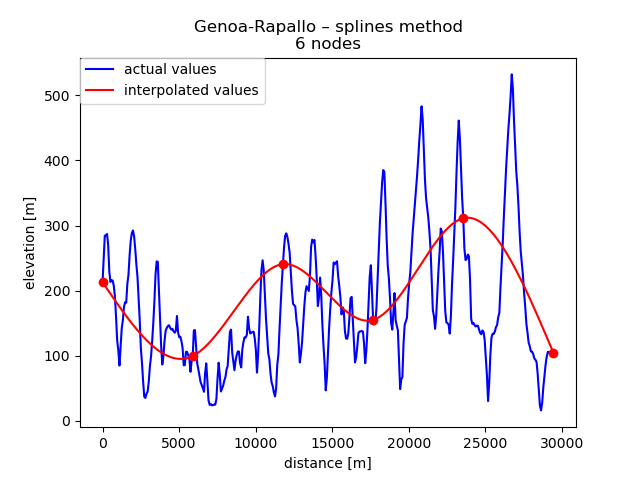 Genoa-Rapallo – splines method
6 nodes
actual values
interpolated values
elevation [m]
500
400
300
200
100
0
0 5000 10000 15000 20000 25000 30000
distance [m]